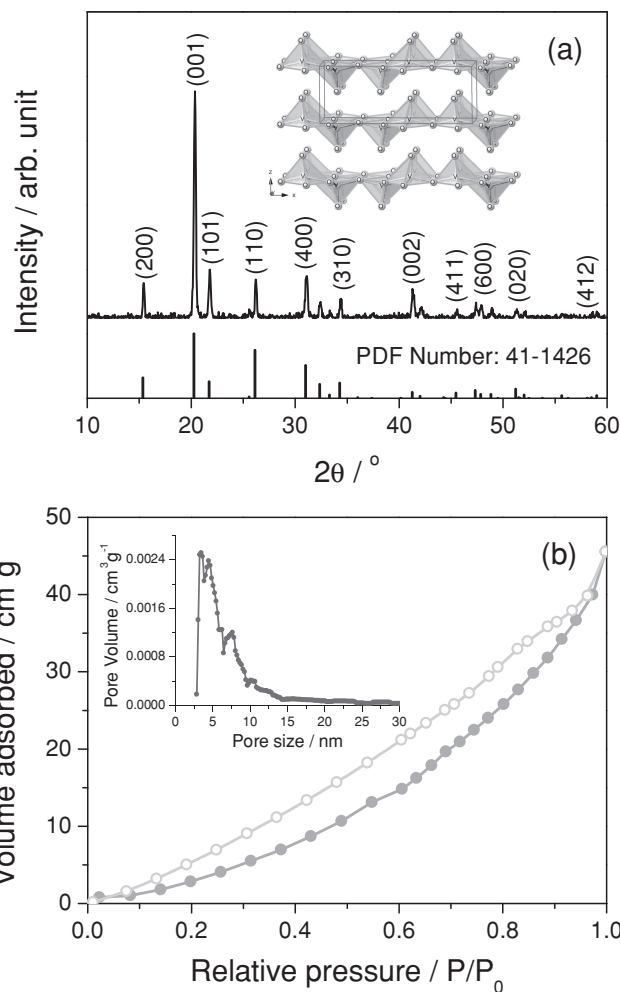 (a)
Intensity / arb. unit
(200)
(001)
(101)
(110)
(400)
(310)
(002)
(411)
(600)
(020)
(412)
z
x
PDF Number: 41-1426
10 20 30 40 50 60
2θ / °
(b)
Volume adsorbed / cm g
50
40
30
20
10
0
0.0 0.2 0.4 0.6 0.8 1.0
Relative pressure / P/P₀
Pore Volume / cm³g⁻¹
0.0024
0.0016
0.0008
0.0000
0 5 10 15 20 25 30
Pore size / nm